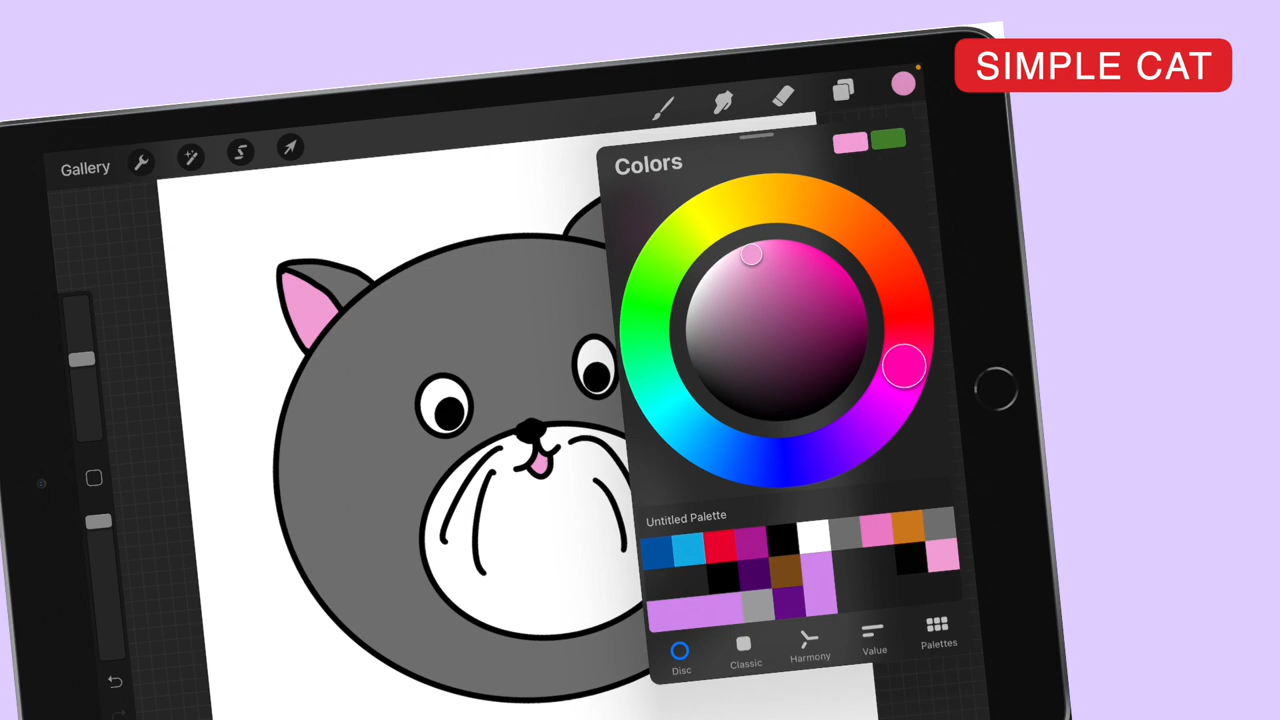 SIMPLE CAT
Gallery
Colors
Untitled Palette
Disc
Classic
Harmony
Value
Palettes